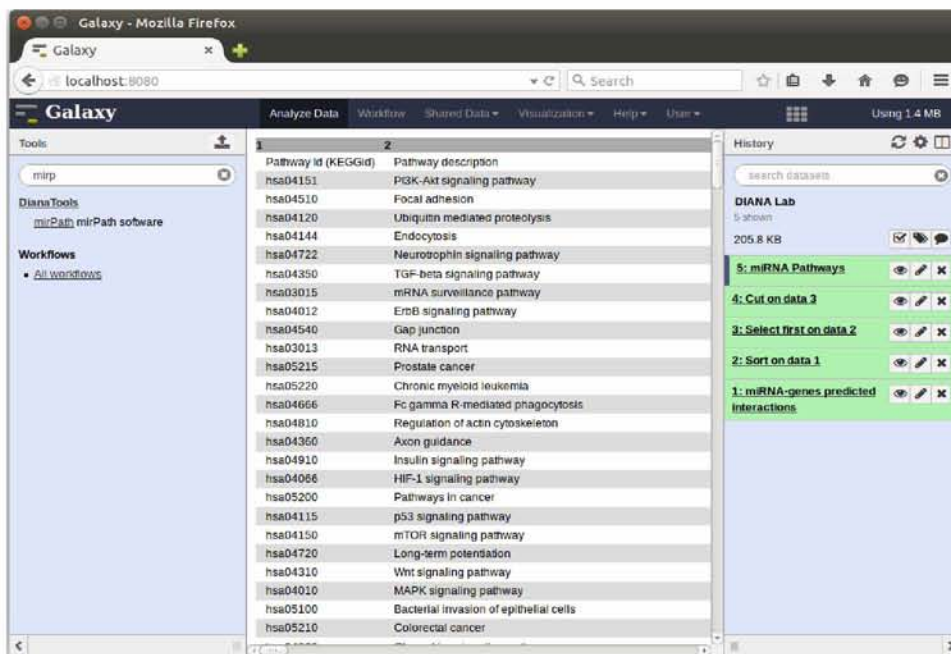 Galaxy - Mozilla Firefox
Galaxy
localhost:8080
Search
Galaxy
Analyze Data Workflow Shared Data Visualization Help User
Using 1.4 MB
Tools
mirp
DianaTools
mirPath mirPath software
Workflows
All workflows
1 2
Pathway Id (KEGGid) Pathway description
hsa04151 PI3K-Akt signaling pathway
hsa04510 Focal adhesion
hsa04120 Ubiquitin mediated proteolysis
hsa04144 Endocytosis
hsa04722 Neurotrophin signaling pathway
hsa04350 TGF-beta signaling pathway
hsa03015 mRNA surveillance pathway
hsa04012 ErbB signaling pathway
hsa04540 Gap junction
hsa03013 RNA transport
hsa05215 Prostate cancer
hsa05220 Chronic myeloid leukemia
hsa04666 Fc gamma R-mediated phagocytosis
hsa04810 Regulation of actin cytoskeleton
hsa04360 Axon guidance
hsa04910 Insulin signaling pathway
hsa04066 HIF-1 signaling pathway
hsa05200 Pathways in cancer
hsa04115 p53 signaling pathway
hsa04150 mTOR signaling pathway
hsa04720 Long-term potentiation
hsa04310 Wnt signaling pathway
hsa04010 MAPK signaling pathway
hsa05100 Bacterial invasion of epithelial cells
hsa05210 Colorectal cancer
History
search datasets
DIANA Lab
5 shown
205.8 KB
5: miRNA Pathways
4: Cut on data 3
3: Select first on data 2
2: Sort on data 1
1: miRNA-genes predicted
interactions